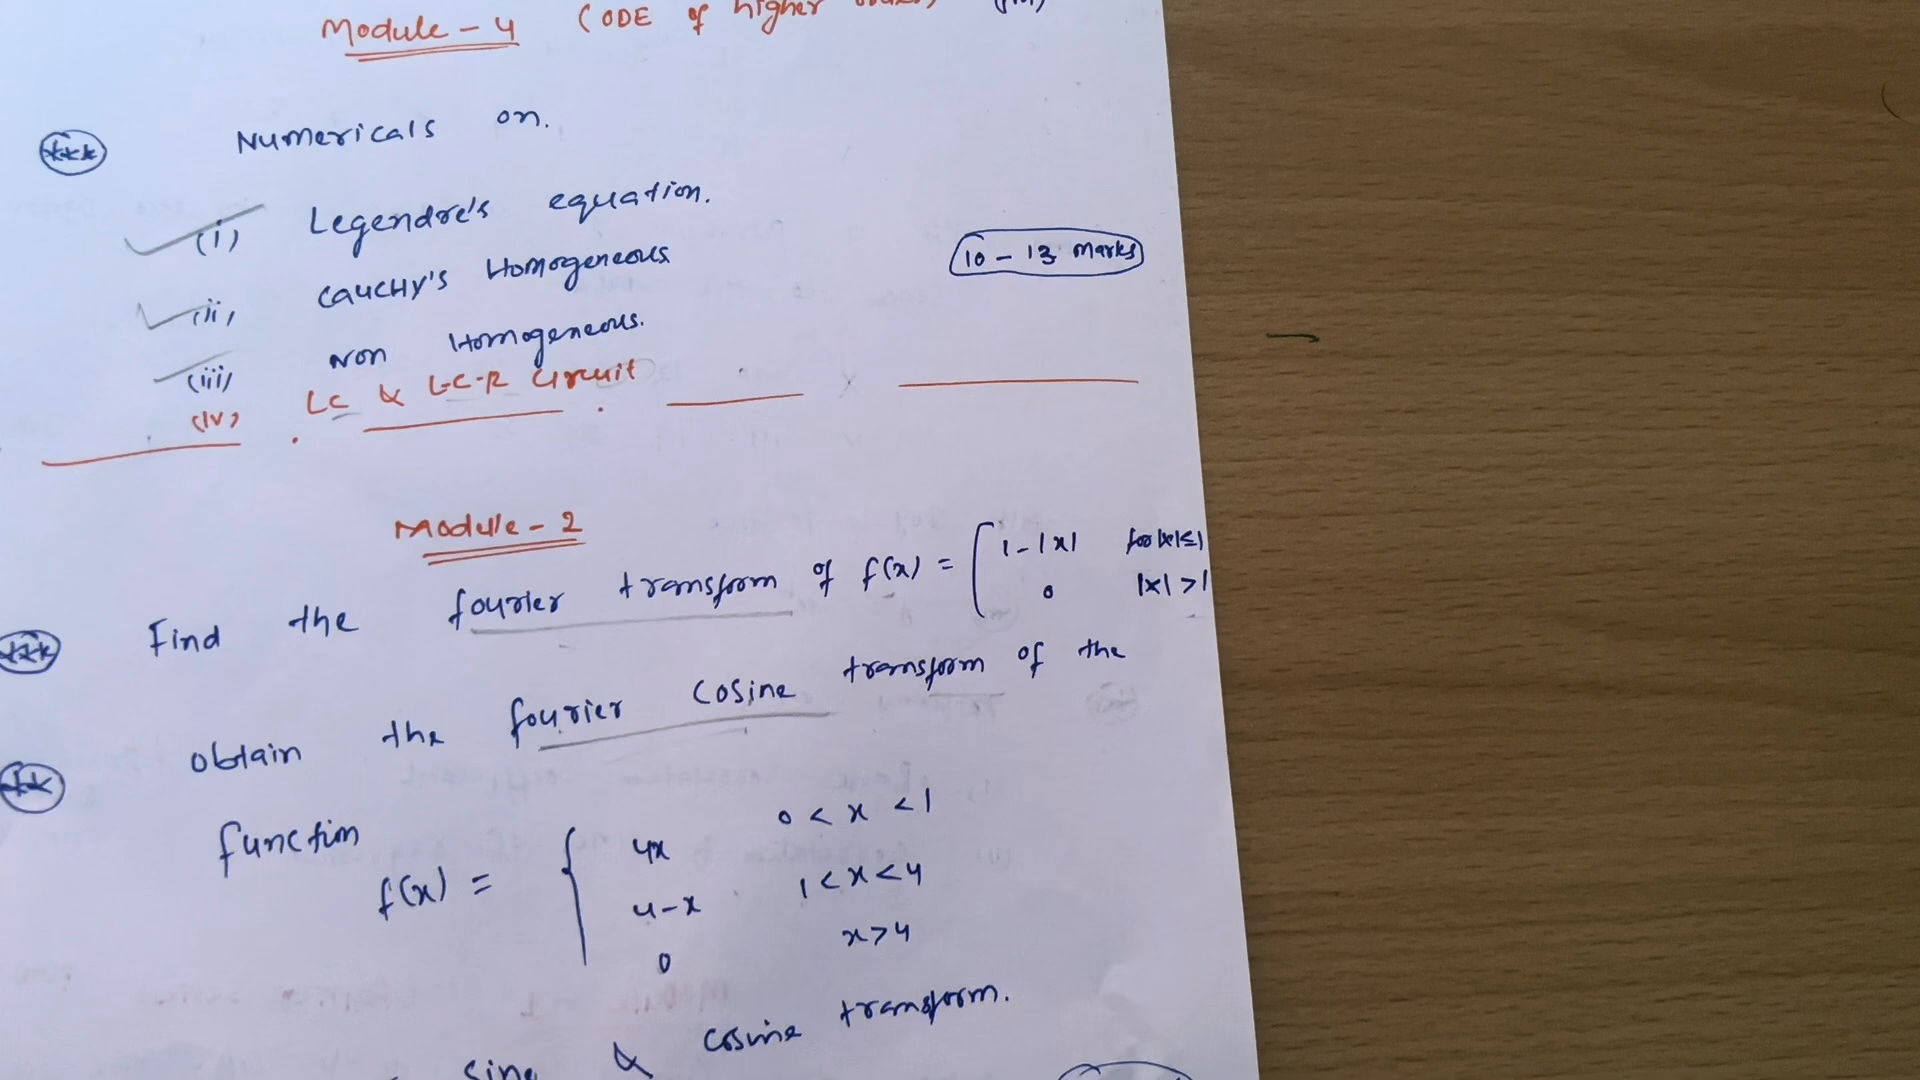 Module - 4 (ODE of higher
*** Numericals on.
(i) Legendre's equation.
(ii) CAUCHY'S Homogeneous
10 - 13 marks
(iii) Non Homogeneous.
(iv) LC & L-C-R circuit
Module - 2
*** Find the fourier transform of f(x) = 1-|x| for |x|≤1
0 |x|>1
** obtain the fourier cosine transform of the
function
f(x) = { 4x 0 < x < 1
4-x 1<x<4
0 x>4
sine & cosine transform.